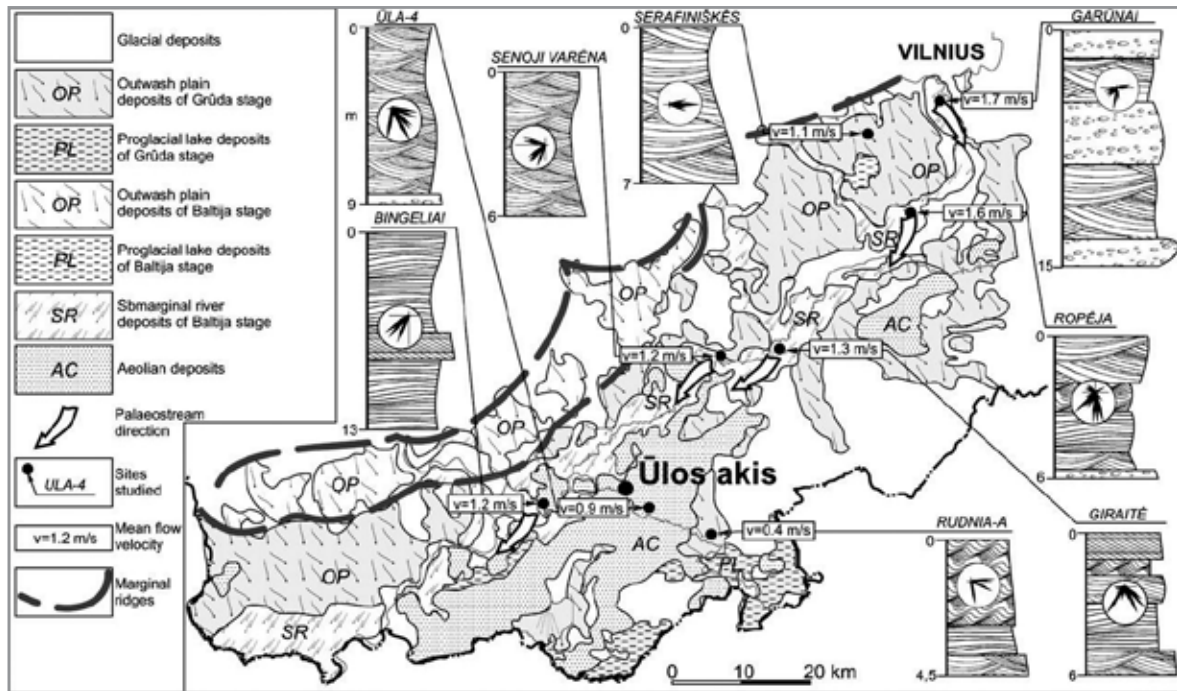 Glacial deposits
OP
Outwash plain
deposits of Grūda stage
PL
Proglacial lake deposits
of Grūda stage
OP
Outwash plain
deposits of Baltija stage
PL
Proglacial lake deposits
of Baltija stage
SR
Sbmarginal river
deposits of Baltija stage
AC
Aeolian deposits
Palaeostream
direction
ULA-4
Sites
studied
v=1.2 m/s
Mean flow
velocity
Marginal
ridges
ŪLA-4
0
m
9
BINGELIAI
0
13
SENOJI VARĖNA
0
6
SERAFINIŠKĖS
0
7
VILNIUS
GARŪNAI
0
15
v=1.7 m/s
v=1.1 m/s
OP
OP
v=1.6 m/s
SR
OP
SR
AC
ROPĖJA
0
6
v=1.2 m/s
v=1.3 m/s
SR
OP
OP
Ūlos akis
v=1.2 m/s
v=0.9 m/s
v=0.4 m/s
AC
PL
OP
SR
RUDNIA-A
0
4,5
GIRAITĖ
0
6
0 10 20 km